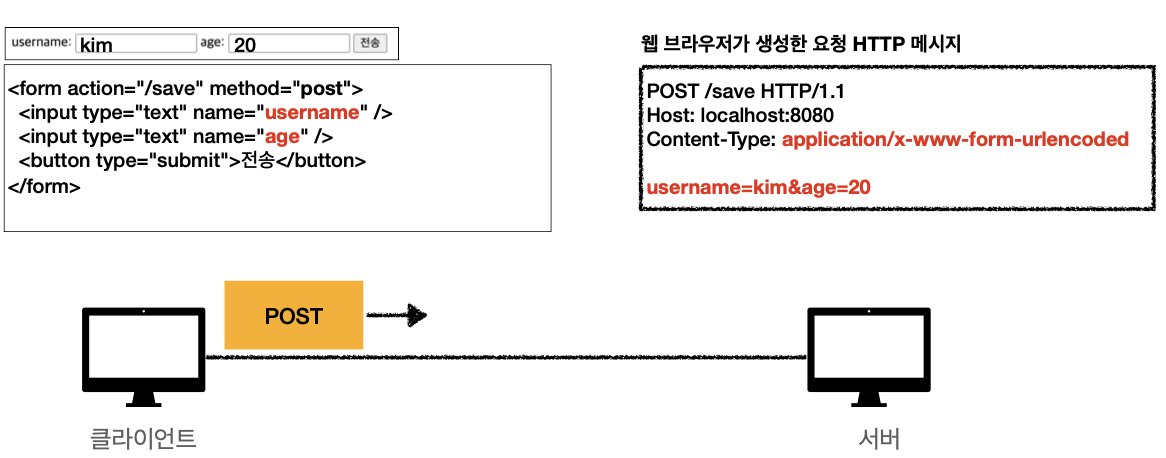 username: kim age: 20 전송
<form action="/save" method="post">
<input type="text" name="username" />
<input type="text" name="age" />
<button type="submit">전송</button>
</form>
웹 브라우저가 생성한 요청 HTTP 메시지
POST /save HTTP/1.1
Host: localhost:8080
Content-Type: application/x-www-form-urlencoded
username=kim&age=20
POST
클라이언트
서버